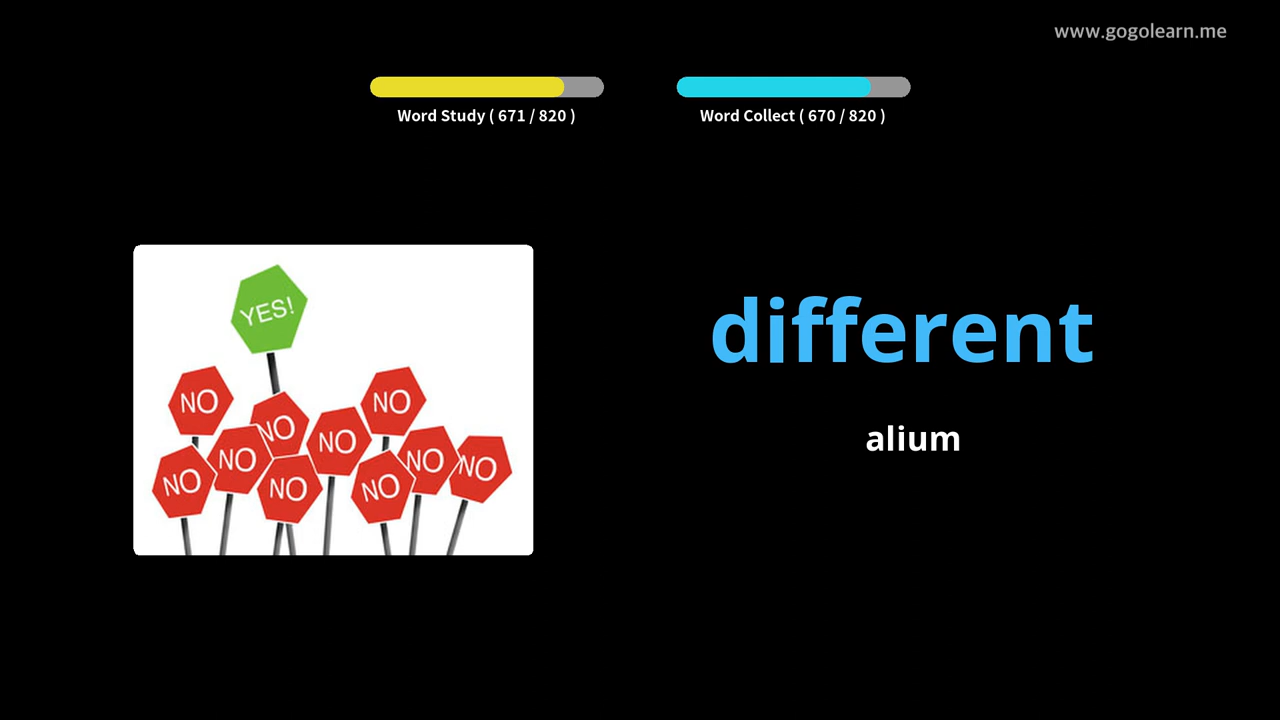 www.gogolearn.me
Word Study ( 671 / 820 )
Word Collect ( 670 / 820 )
YES!
NO
NO
NO
NO
NO
NO
NO
NO
NO
NO
different
alium